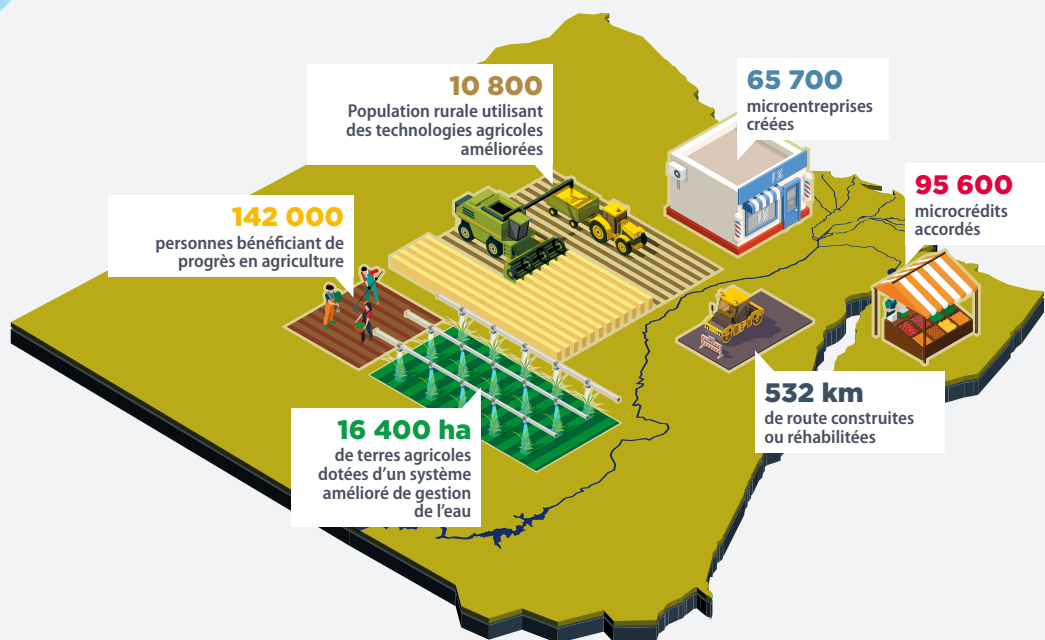 10 800
Population rurale utilisant
des technologies agricoles
améliorées
65 700
microentreprises
créées
95 600
microcrédits
accordés
142 000
personnes bénéficiant de
progrès en agriculture
532 km
de route construites
ou réhabilitées
16 400 ha
de terres agricoles
dotées d’un système
amélioré de gestion
de l’eau